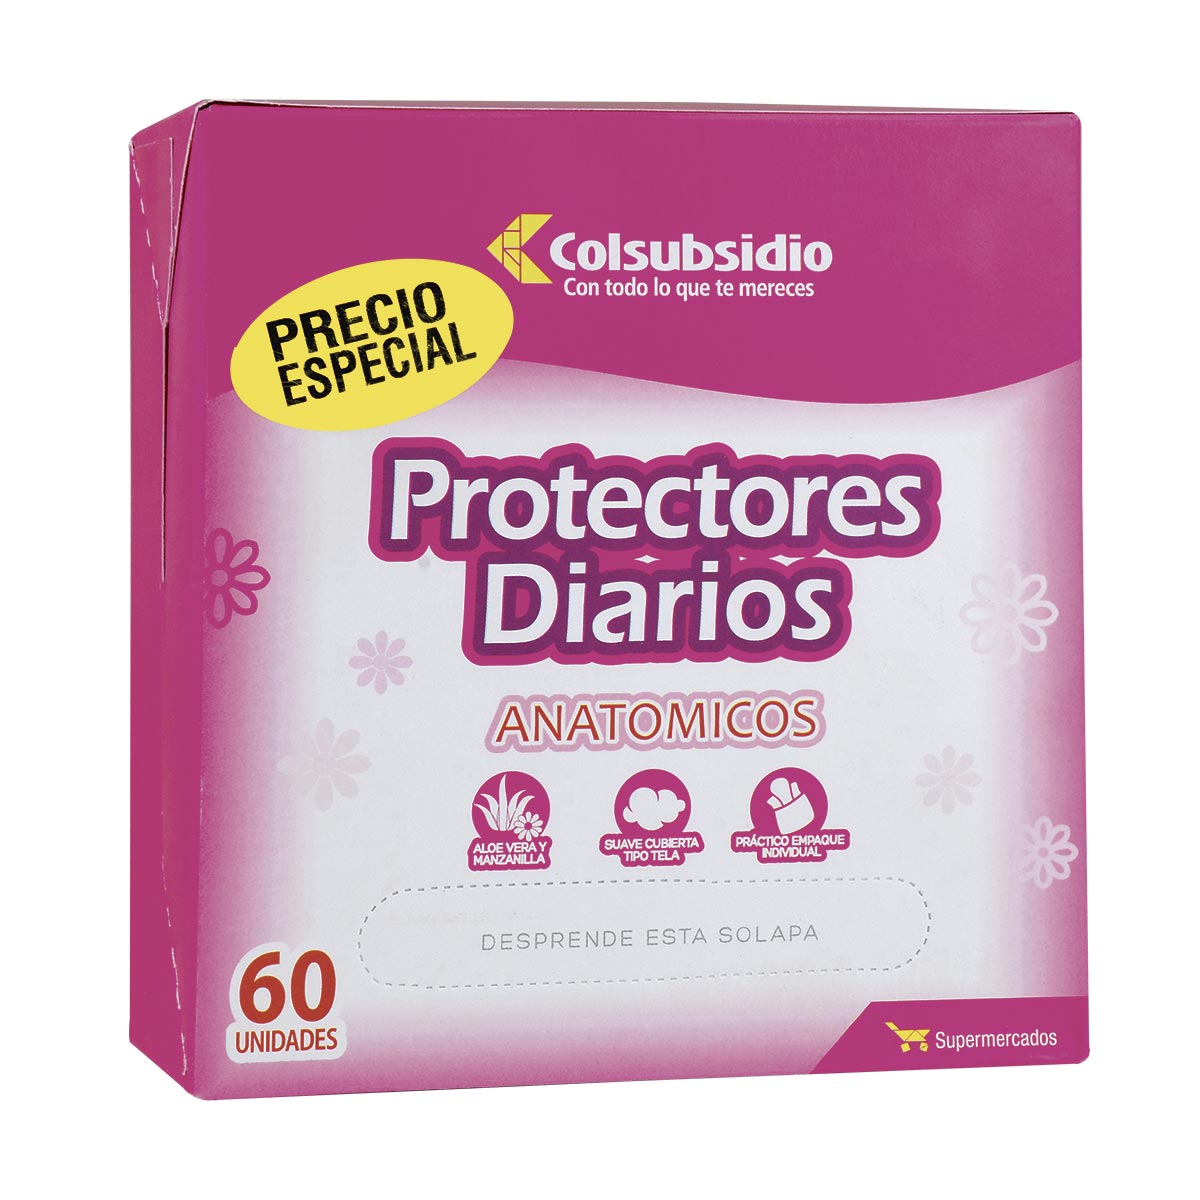 Colsubsidio
Con todo lo que te mereces
PRECIO
ESPECIAL
Protectores
Diarios
ANATOMICOS
ALOE VERA Y
MANZANILLA
SUAVE CUBIERTA
TIPO TELA
PRÁCTICO EMPAQUE
INDIVIDUAL
DESPRENDE ESTA SOLAPA
60
UNIDADES
Supermercados